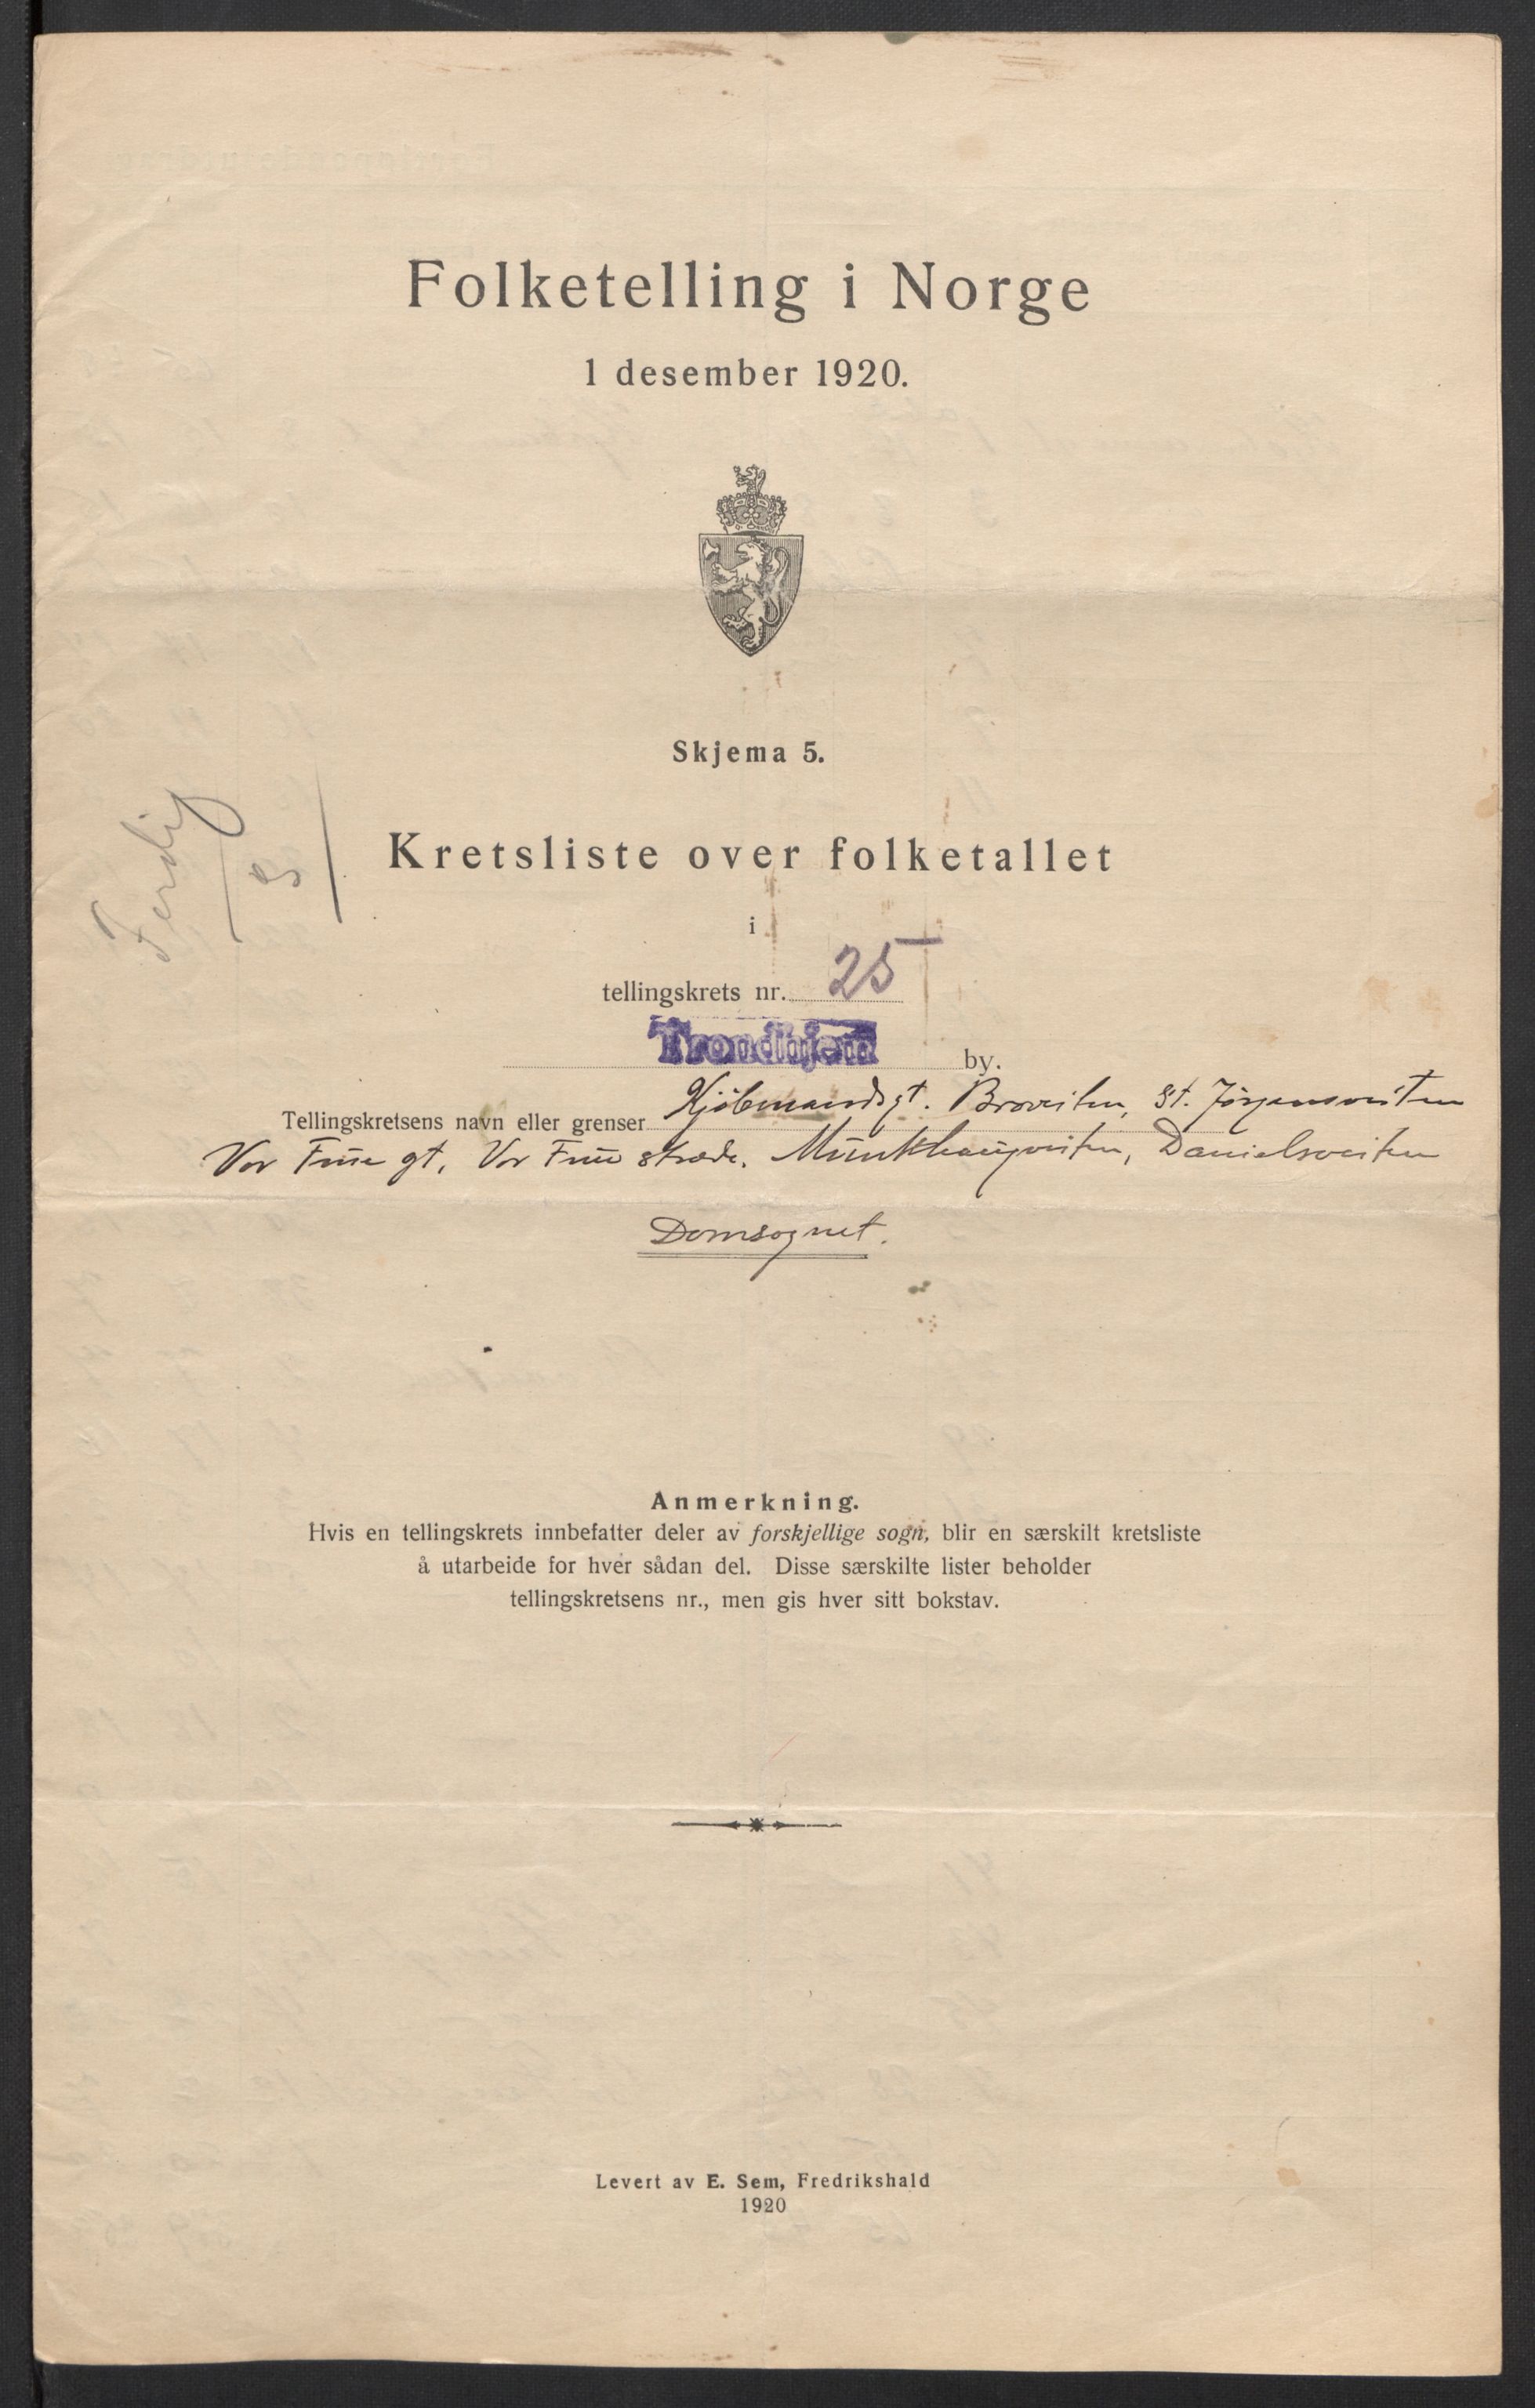 Folketelling i Norge
1 desember 1920.
Skjema 5.
Ferdig
Kretsliste over folketallet
i
tellingskrets nr. 25
Trondhjem by.
Tellingskretsens navn eller grenser Kjöbmandsgt. Broveiten, St. Jörgensveiten
Vor Frue gt, Vor Frue stræde. Munkhaugveiten, Danielsveiten
Domsognet.
Anmerkning.
Hvis en tellingskrets innbefatter deler av forskjellige sogn, blir en særskilt kretsliste
å utarbeide for hver sådan del. Disse særskilte lister beholder
tellingskretsens nr., men gis hver sitt bokstav.
Levert av E. Sem, Fredrikshald
1920